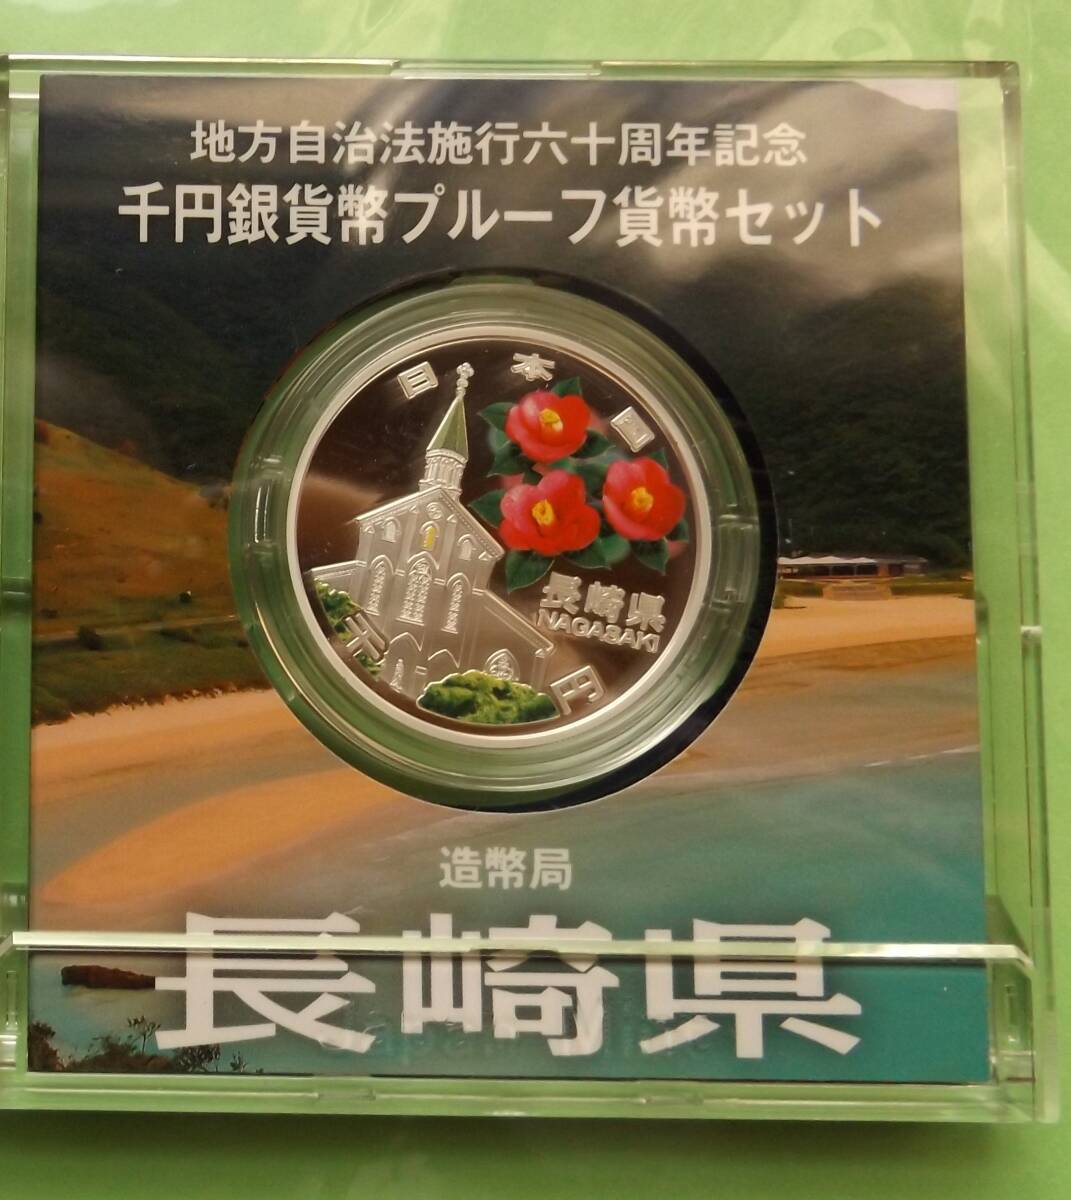 地方自治法施行六十周年記念
千円銀貨幣プルーフ貨幣セット
日本国
長崎県
NAGASAKI
千円
造幣局
長崎県
Japan Mint